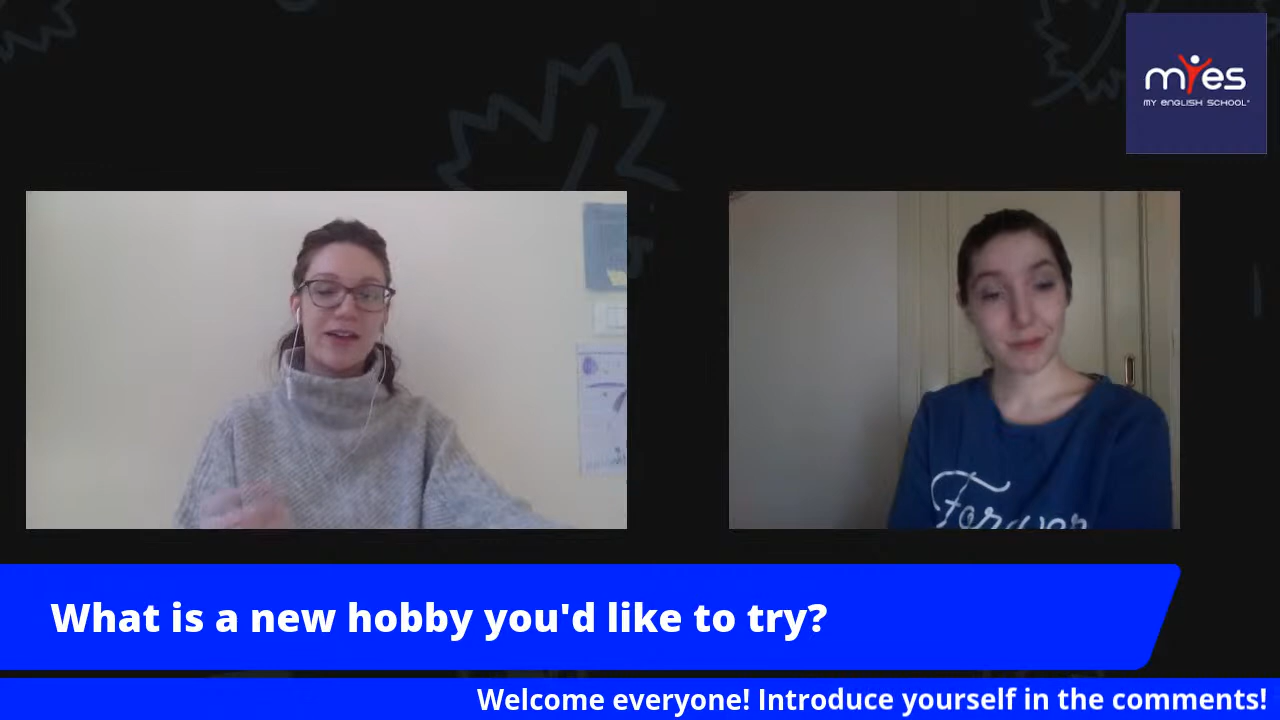 myes
MY ENGLISH SCHOOL
Forever
What is a new hobby you'd like to try?
Welcome everyone! Introduce yourself in the comments!